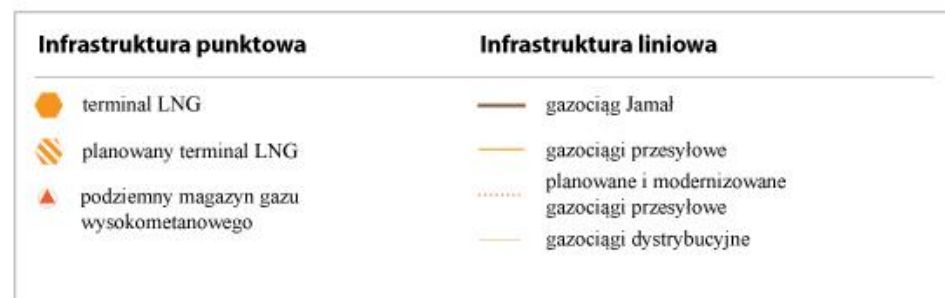 Infrastruktura punktowa
terminal LNG
planowany terminal LNG
podziemny magazyn gazu
wysokometanowego
Infrastruktura liniowa
gazociąg Jamał
gazociągi przesyłowe
planowane i modernizowane
gazociągi przesyłowe
gazociągi dystrybucyjne